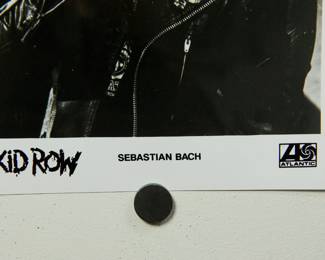 KID ROW
SEBASTIAN BACH
ATLANTIC